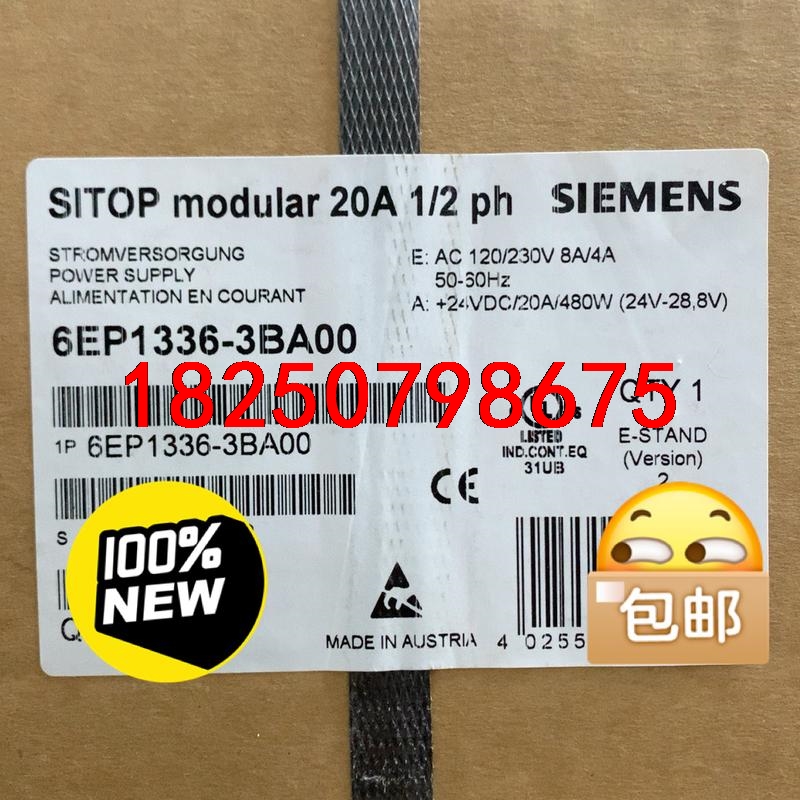 SITOP modular 20A 1/2 ph SIEMENS
STROMVERSORGUNG
POWER SUPPLY
ALIMENTATION EN COURANT
E: AC 120/230V 8A/4A
50-60Hz
A: +24VDC/20A/480W (24V-28,8V)
6EP1336-3BA00
18250798675
QTY 1
1P 6EP1336-3BA00
LISTED
IND.CONT.EQ
31UB
E-STAND
(Version)
2
CE
S
100%
NEW
包邮
MADE IN AUSTRIA
4 0255